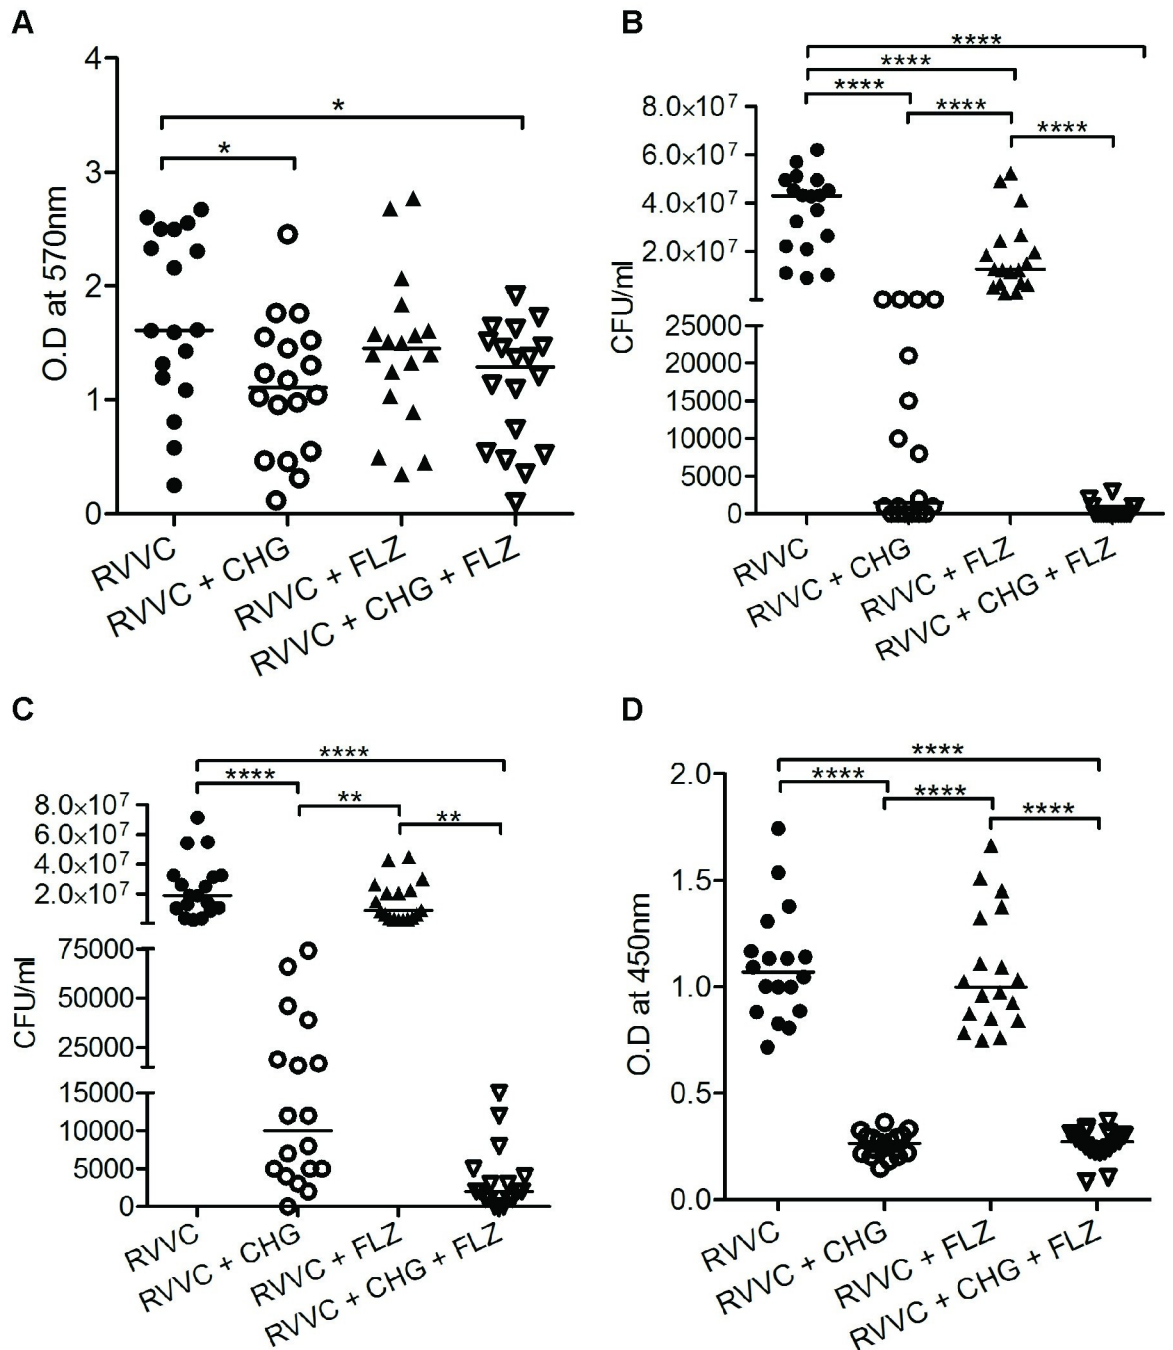 A
*
*
4
3
2
1
0
O.D at 570nm
RVVC
RVVC + CHG
RVVC + FLZ
RVVC + CHG + FLZ
B
****
****
****
****
****
8.0×10⁷
6.0×10⁷
4.0×10⁷
2.0×10⁷
25000
20000
15000
10000
5000
0
CFU/ml
RVVC
RVVC + CHG
RVVC + FLZ
RVVC + CHG + FLZ
C
****
****
**
**
8.0×10⁷
6.0×10⁷
4.0×10⁷
2.0×10⁷
75000
50000
25000
15000
10000
5000
0
CFU/ml
RVVC
RVVC + CHG
RVVC + FLZ
RVVC + CHG + FLZ
D
****
****
****
****
2.0
1.5
1.0
0.5
0.0
O.D at 450nm
RVVC
RVVC + CHG
RVVC + FLZ
RVVC + CHG + FLZ